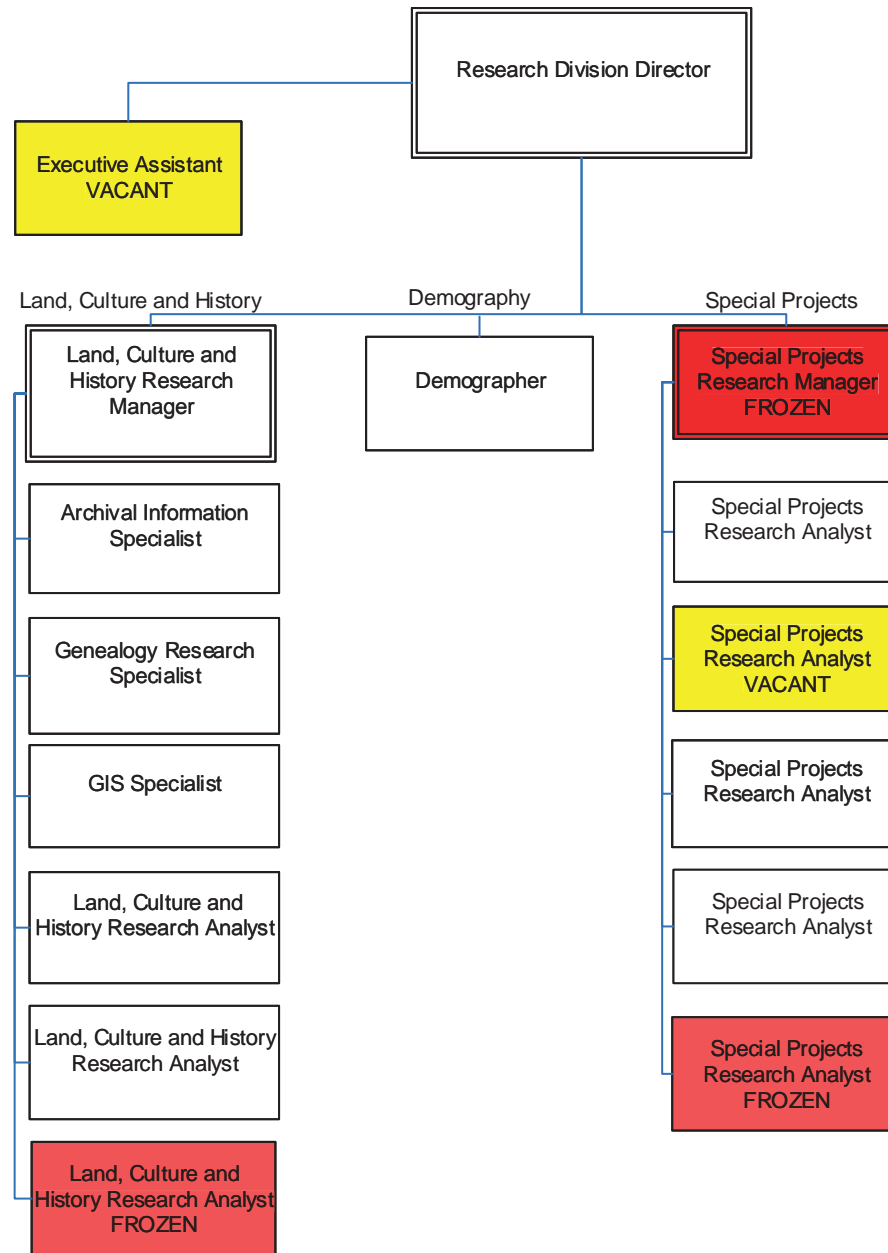 Research Division Director
Executive Assistant
VACANT
Land, Culture and History
Demography
Special Projects
Land, Culture and
History Research
Manager
Demographer
Special Projects
Research Manager
FROZEN
Archival Information
Specialist
Genealogy Research
Specialist
GIS Specialist
Land, Culture and
History Research Analyst
Land, Culture and History
Research Analyst
Land, Culture and
History Research Analyst
FROZEN
Special Projects
Research Analyst
Special Projects
Research Analyst
VACANT
Special Projects
Research Analyst
Special Projects
Research Analyst
Special Projects
Research Analyst
FROZEN